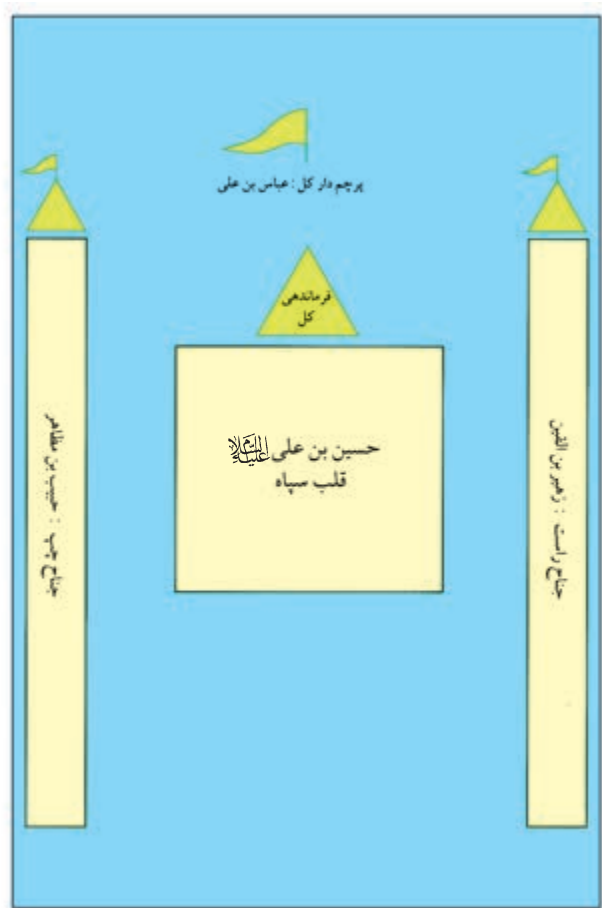 پرچم دار کل : عباس بن علی
فرماندهی
کل
حسین بن علی علیه‌السلام
قلب سپاه
جناح راست : زهیر بن القین
جناح چپ : حبیب بن مظاهر